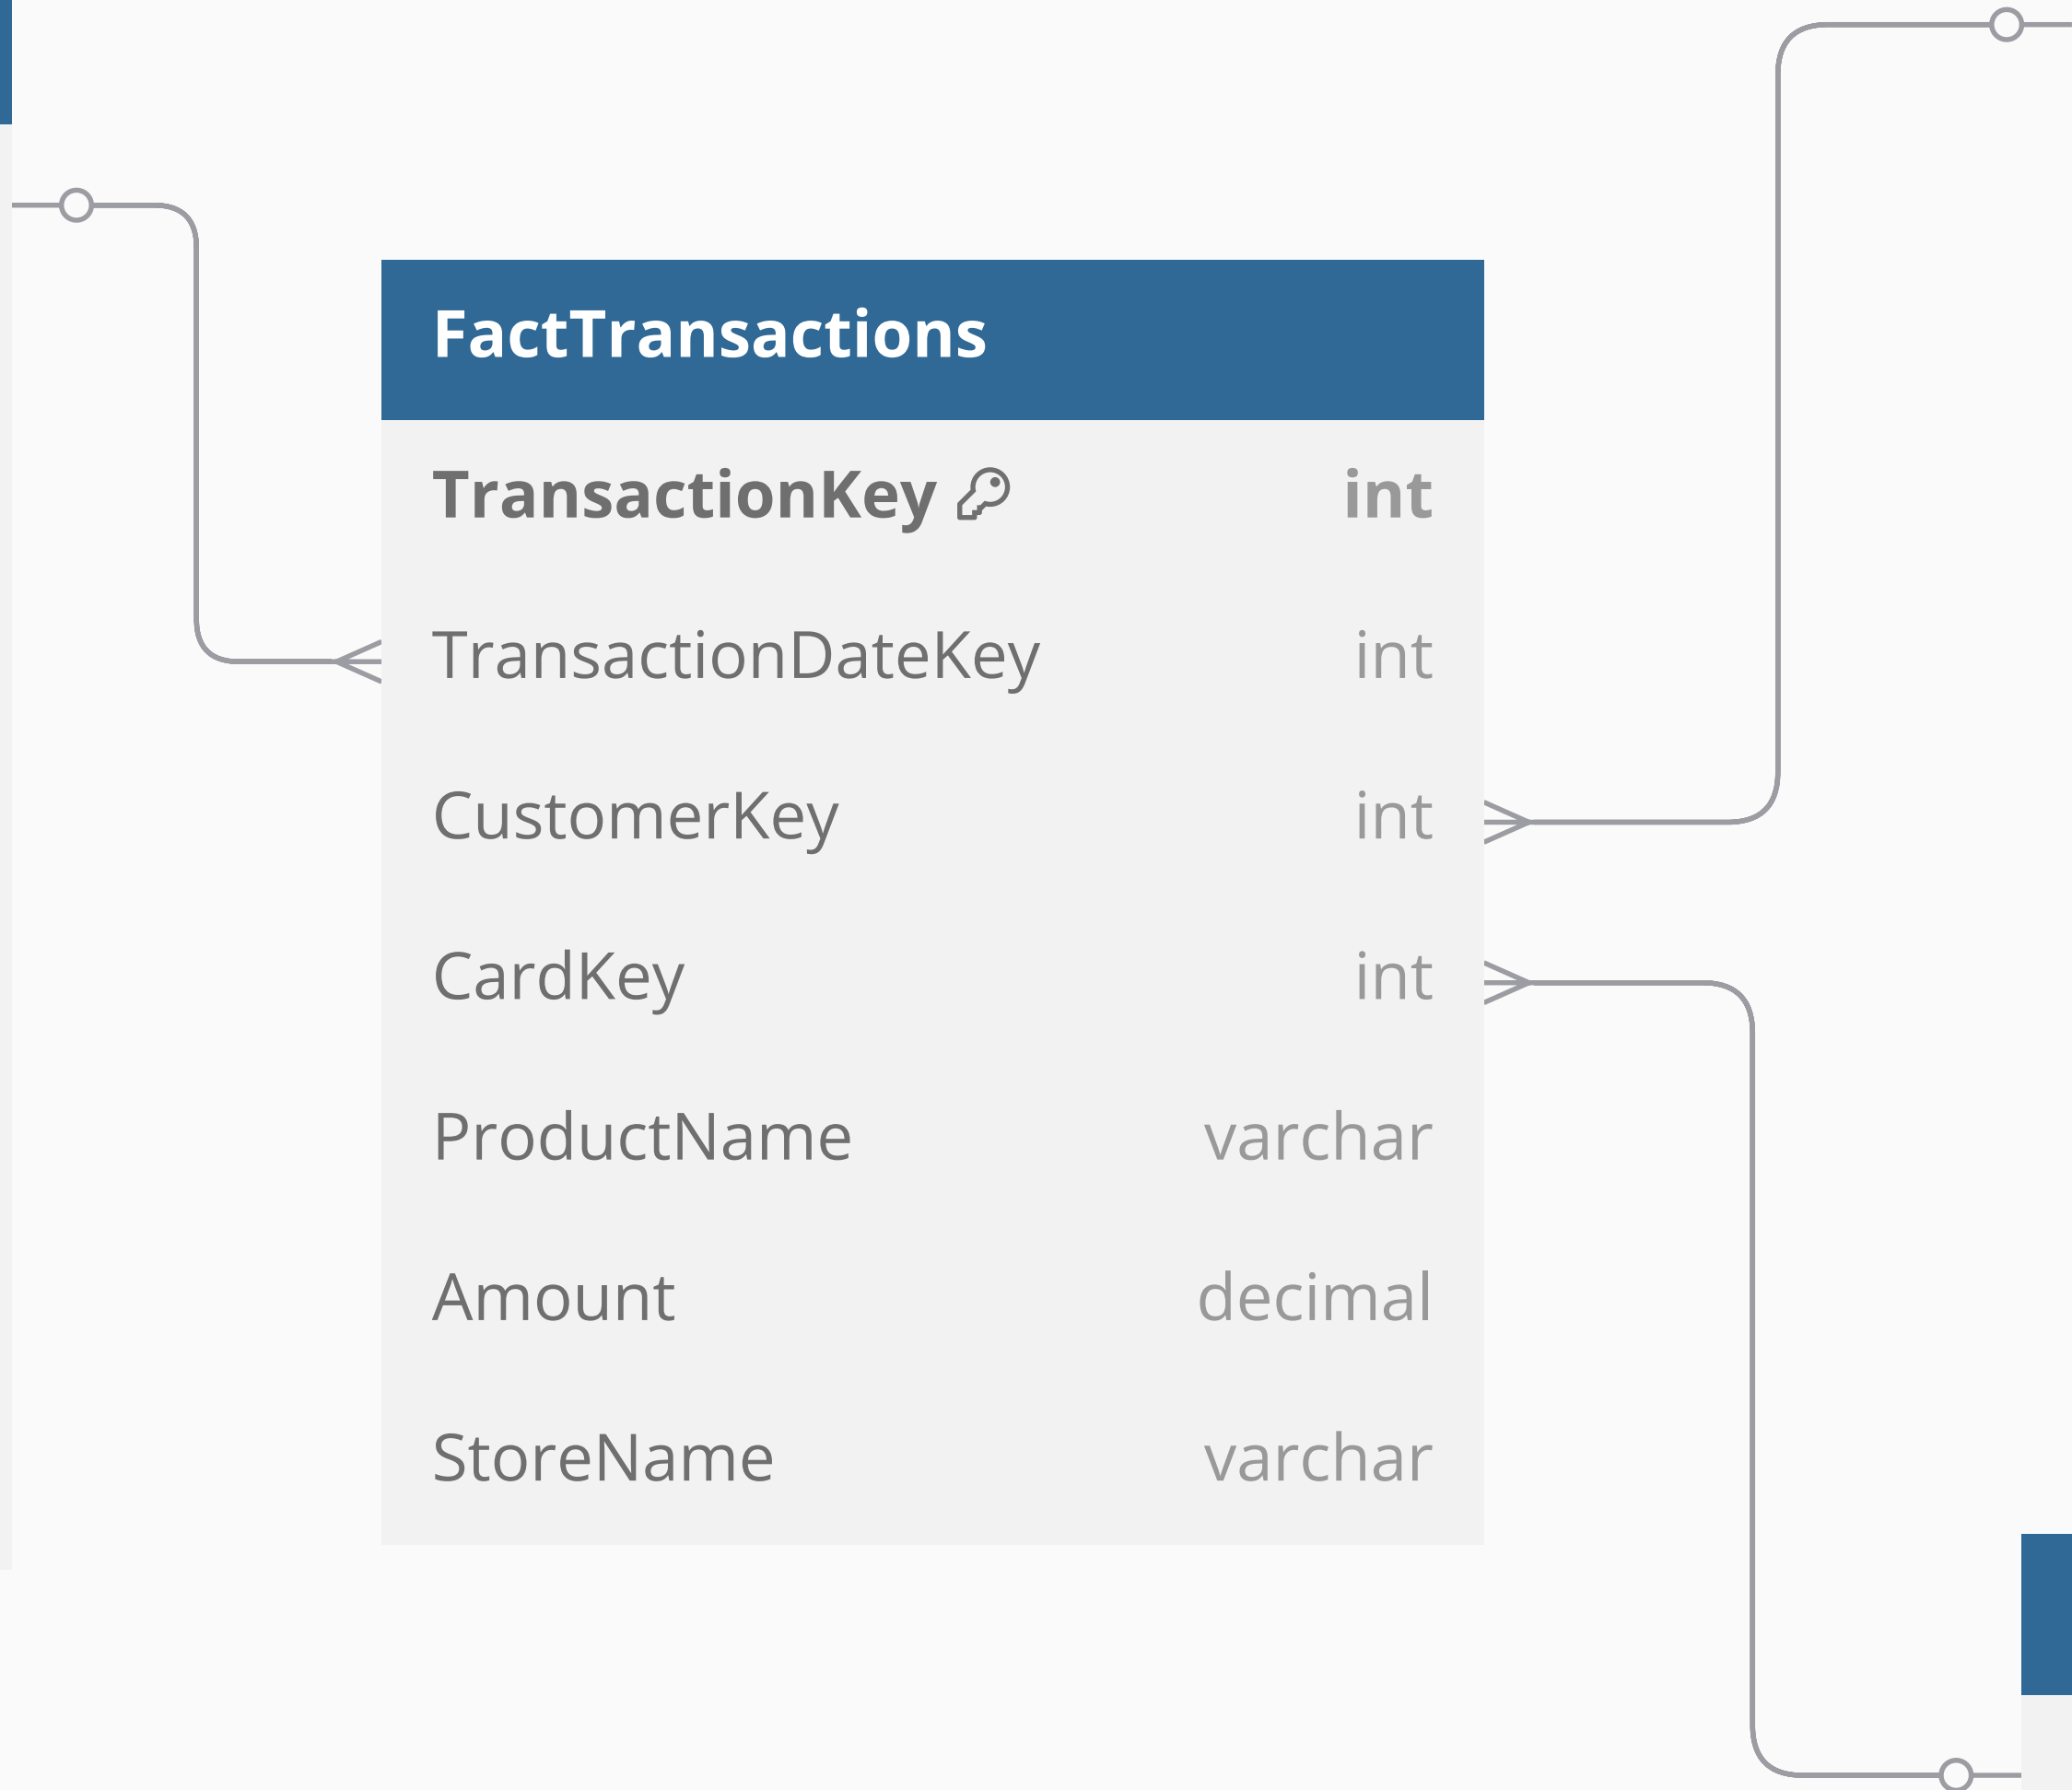 FactTransactions
TransactionKey int
TransactionDateKey int
CustomerKey int
CardKey int
ProductName varchar
Amount decimal
StoreName varchar